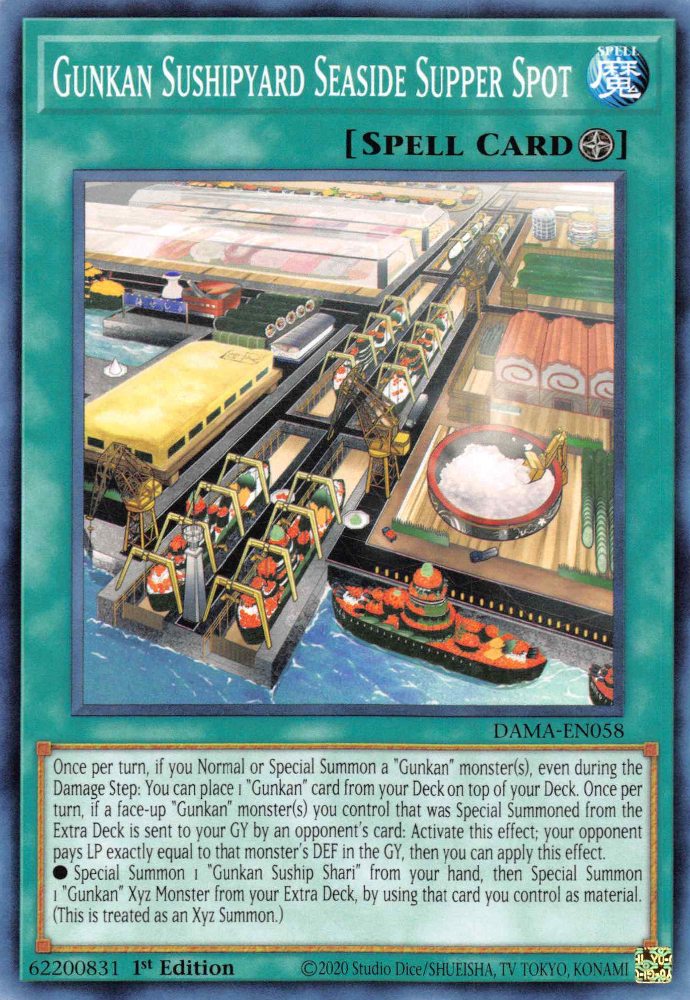 GUNKAN SUSHIPYARD SEASIDE SUPPER SPOT
SPELL
魔
[SPELL CARD]
DAMA-EN058
Once per turn, if you Normal or Special Summon a "Gunkan" monster(s), even during the
Damage Step: You can place 1 "Gunkan" card from your Deck on top of your Deck. Once per
turn, if a face-up "Gunkan" monster(s) you control that was Special Summoned from the
Extra Deck is sent to your GY by an opponent's card: Activate this effect; your opponent
pays LP exactly equal to that monster's DEF in the GY, then you can apply this effect.
● Special Summon 1 "Gunkan Suship Shari" from your hand, then Special Summon
1 "Gunkan" Xyz Monster from your Extra Deck, by using that card you control as material.
(This is treated as an Xyz Summon.)
62200831 1st Edition ©2020 Studio Dice/SHUEISHA, TV TOKYO, KONAMI